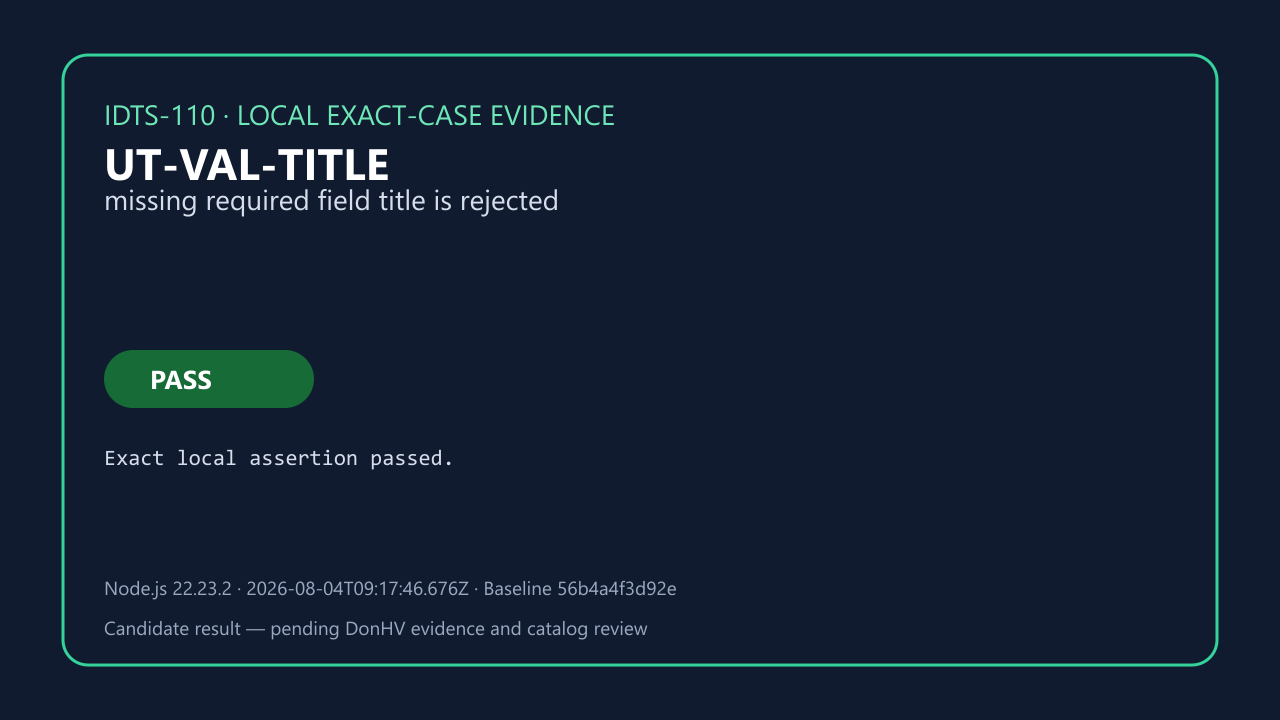 IDTS-110 · LOCAL EXACT-CASE EVIDENCE
UT-VAL-TITLE
missing required field title is rejected
PASS
Exact local assertion passed.
Node.js 22.23.2 · 2026-08-04T09:17:46.676Z · Baseline 56b4a4f3d92e
Candidate result — pending DonHV evidence and catalog review